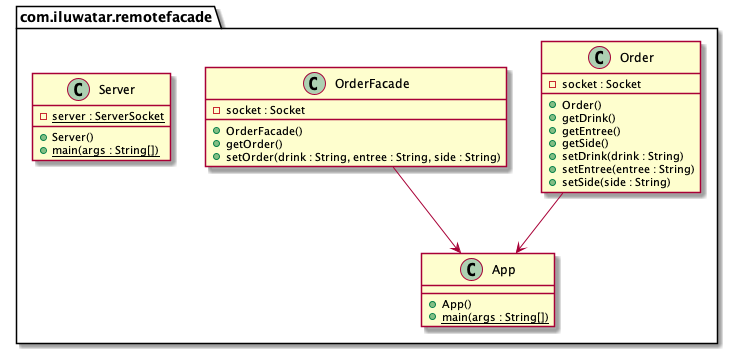 com.iluwatar.remotefacade
C Server
server : ServerSocket
Server()
main(args : String[])
C OrderFacade
socket : Socket
OrderFacade()
getOrder()
setOrder(drink : String, entree : String, side : String)
C Order
socket : Socket
Order()
getDrink()
getEntree()
getSide()
setDrink(drink : String)
setEntree(entree : String)
setSide(side : String)
C App
App()
main(args : String[])